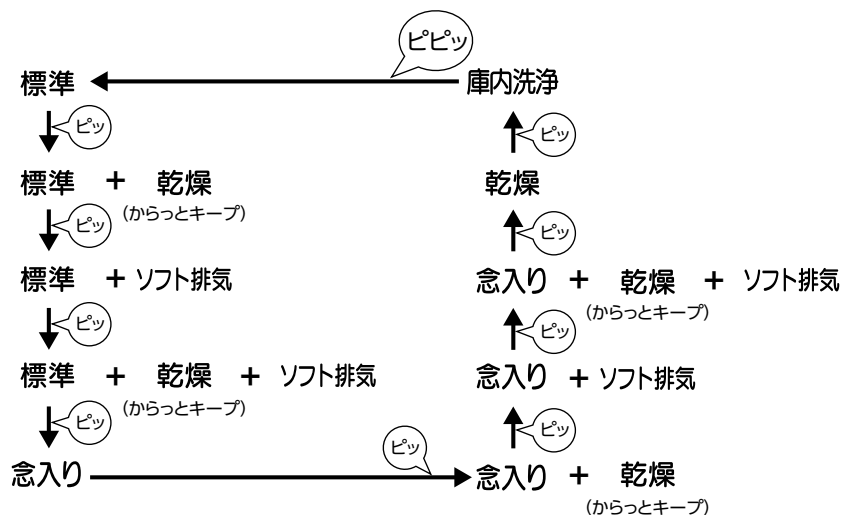 ピピッ
標準
庫内洗浄
ピッ
ピッ
標準 + 乾燥
(からっとキープ)
乾燥
ピッ
ピッ
標準 + ソフト排気
念入り + 乾燥 + ソフト排気
(からっとキープ)
ピッ
ピッ
標準 + 乾燥 + ソフト排気
(からっとキープ)
念入り + ソフト排気
ピッ
ピッ
ピッ
念入り
念入り + 乾燥
(からっとキープ)